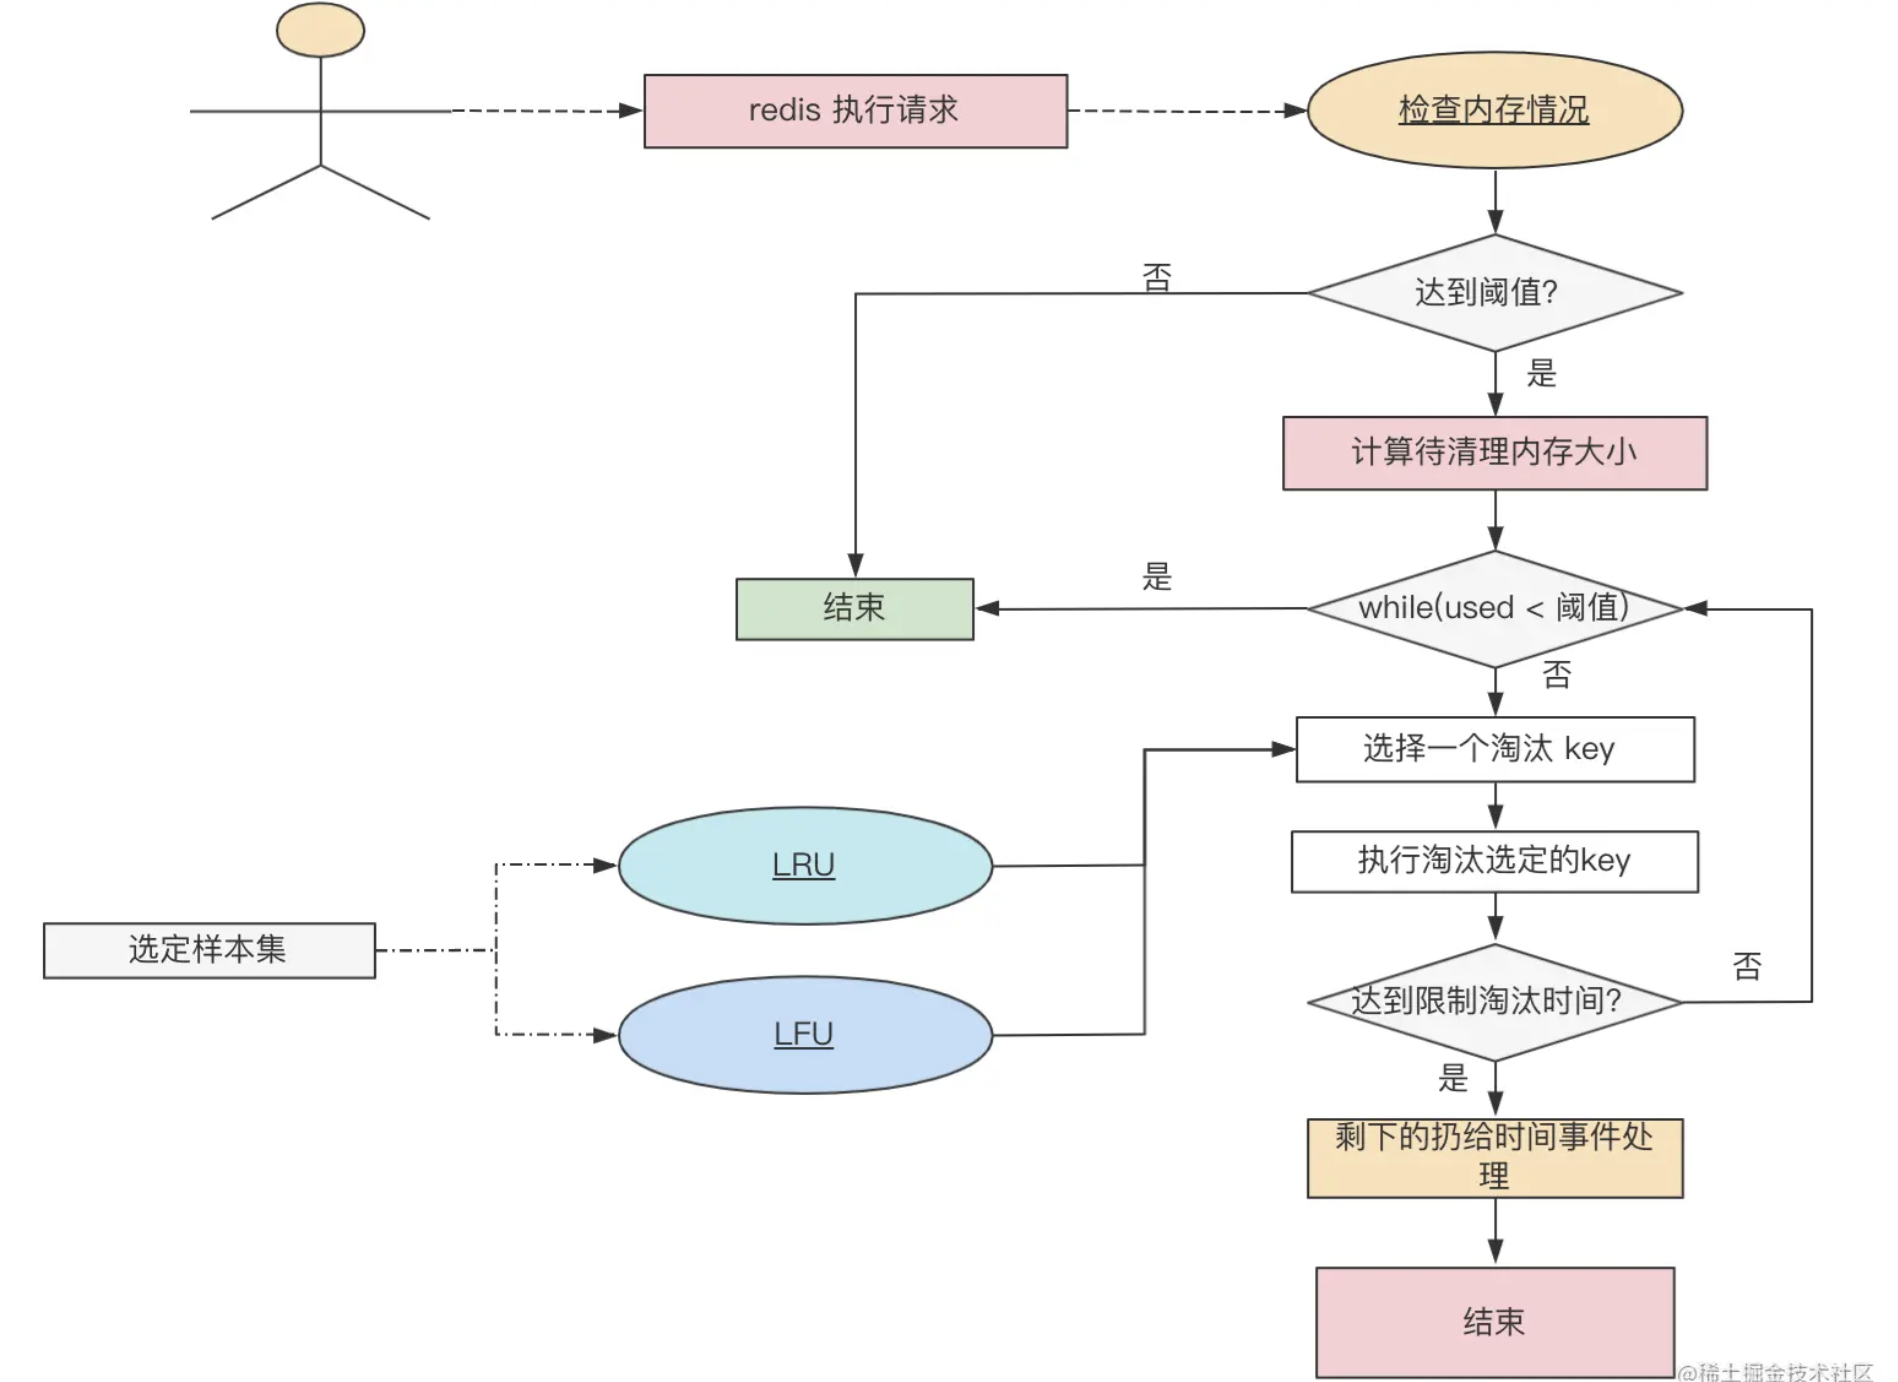 redis 执行请求
检查内存情况
达到阈值?
否
是
计算待清理内存大小
while(used < 阈值)
是
结束
否
选择一个淘汰 key
执行淘汰选定的key
LRU
选定样本集
LFU
达到限制淘汰时间?
否
是
剩下的扔给时间事件处
理
结束
@稀土掘金技术社区